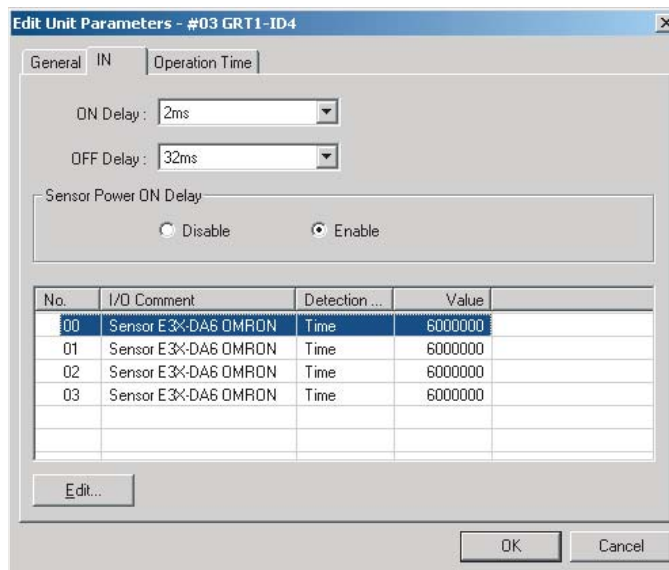 Edit Unit Parameters - #03 GRT1-ID4
General IN Operation Time
ON Delay : 2ms
OFF Delay : 32ms
Sensor Power ON Delay
Disable Enable
No. I/O Comment Detection ... Value
00 Sensor E3X-DA6 OMRON Time 6000000
01 Sensor E3X-DA6 OMRON Time 6000000
02 Sensor E3X-DA6 OMRON Time 6000000
03 Sensor E3X-DA6 OMRON Time 6000000
Edit...
OK Cancel